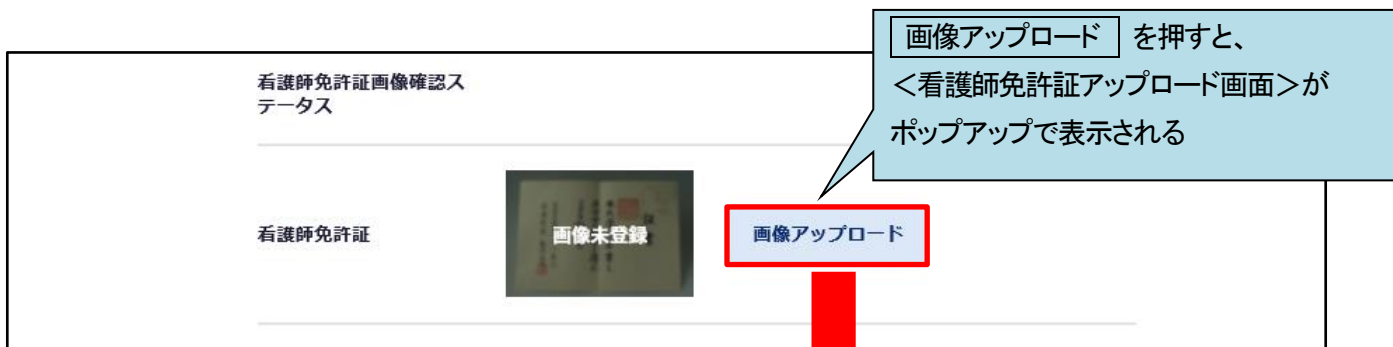 画像アップロード を押すと、
＜看護師免許証アップロード画面＞が
ポップアップで表示される
看護師免許証画像確認ス
テータス
看護師免許証
画像未登録
画像アップロード